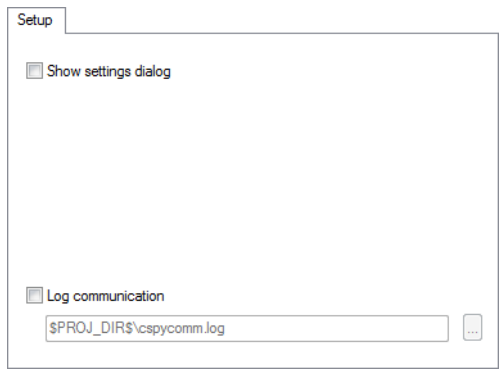 Setup
Show settings dialog
Log communication
$PROJ_DIR$\cspycomm.log
...